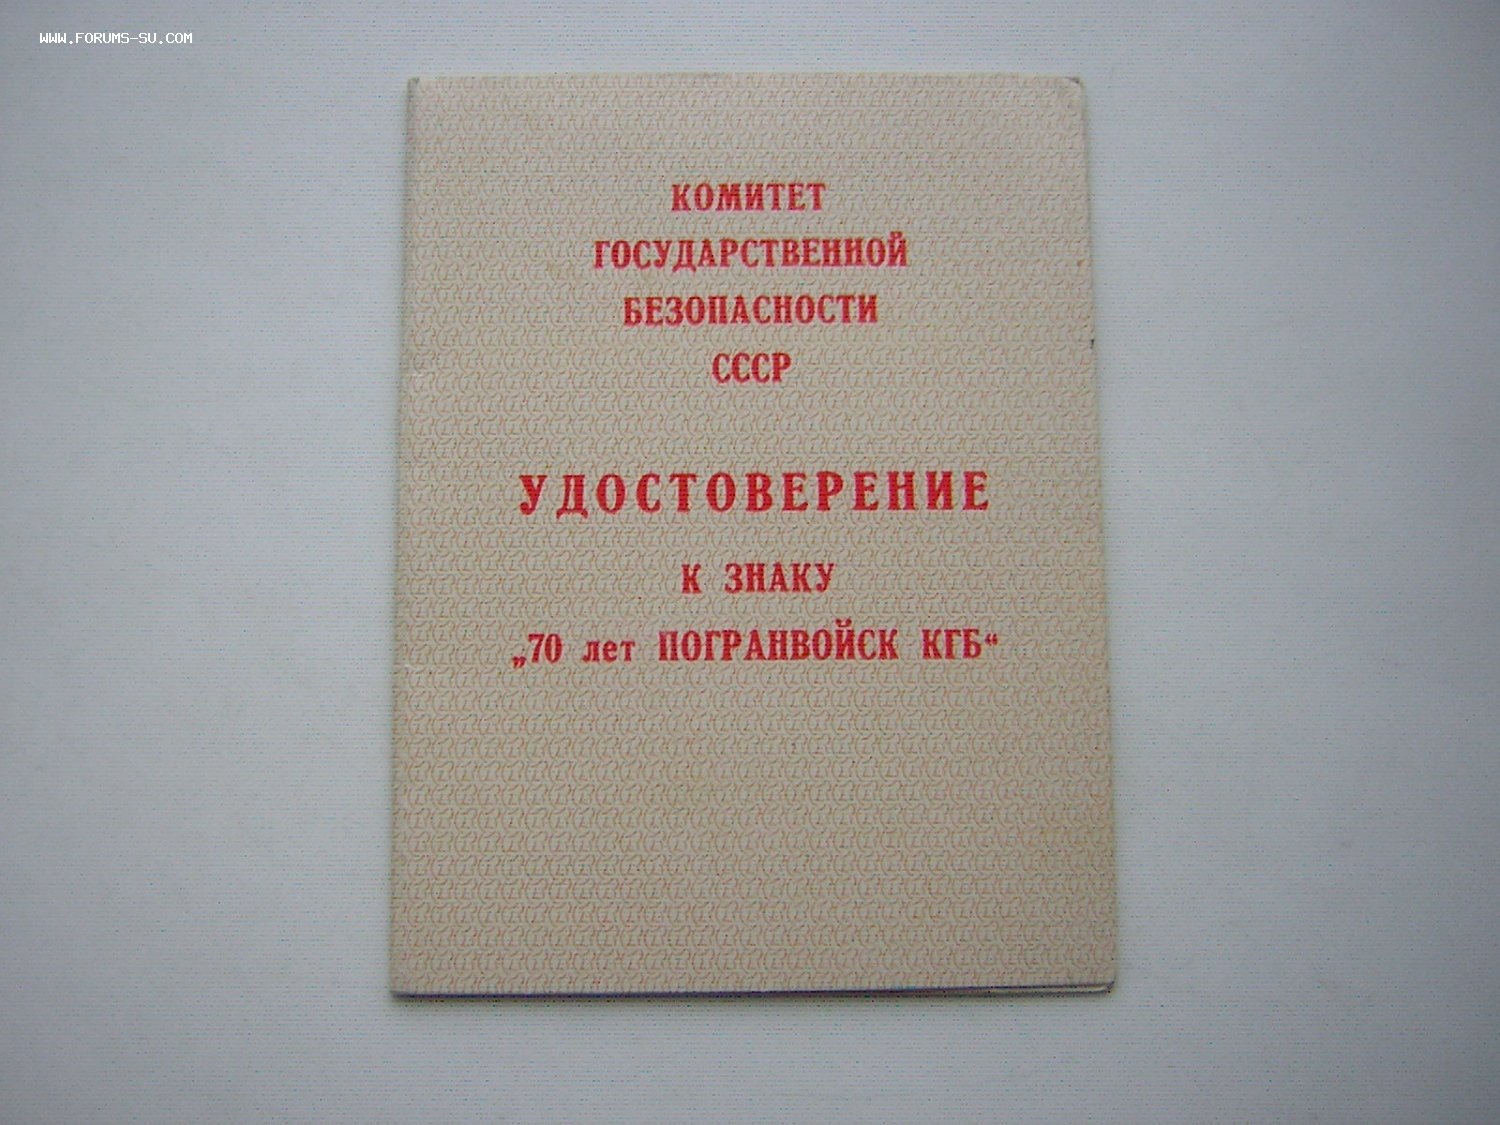 WWW.FORUMS-SU.COM
КОМИТЕТ
ГОСУДАРСТВЕННОЙ
БЕЗОПАСНОСТИ
СССР
УДОСТОВЕРЕНИЕ
К ЗНАКУ
„70 лет ПОГРАНВОЙСК КГБ“